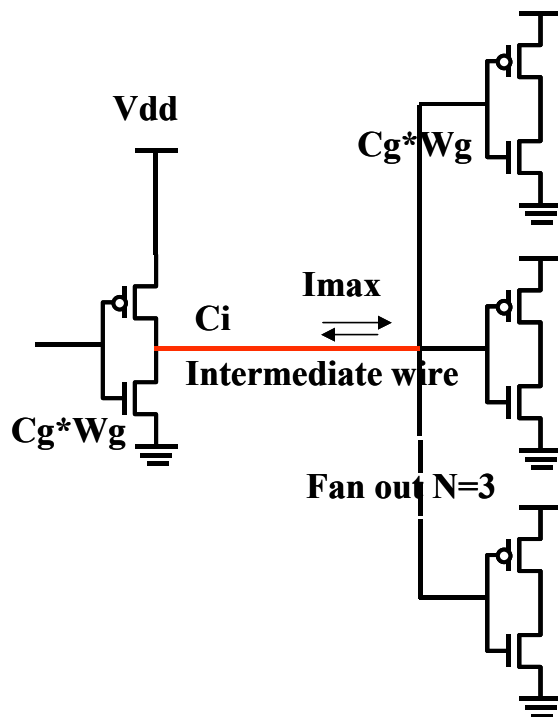 Vdd
Cg*Wg
Imax
Ci
Intermediate wire
Cg*Wg
Fan out N=3